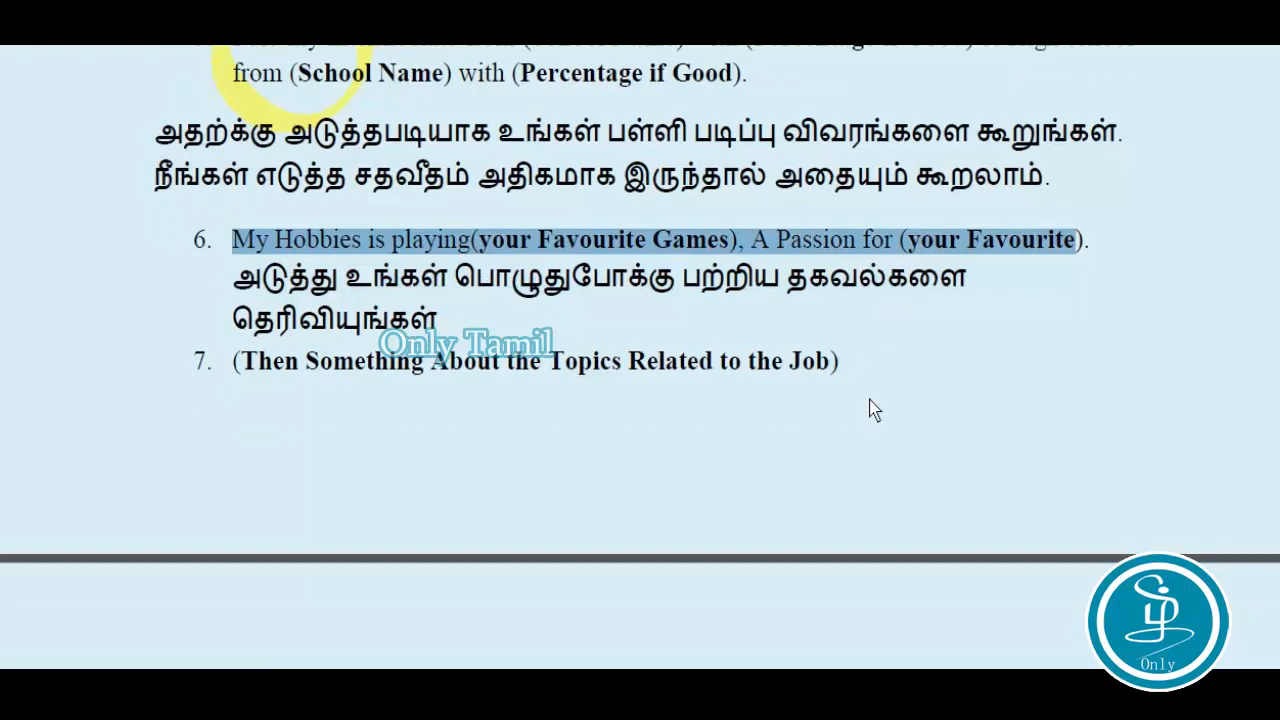 from (School Name) with (Percentage if Good).
அதற்க்கு அடுத்தபடியாக உங்கள் பள்ளி படிப்பு விவரங்களை கூறுங்கள்.
நீங்கள் எடுத்த சதவீதம் அதிகமாக இருந்தால் அதையும் கூறலாம்.
6. My Hobbies is playing(your Favourite Games), A Passion for (your Favourite).
அடுத்து உங்கள் பொழுதுபோக்கு பற்றிய தகவல்களை
தெரிவியுங்கள்
Only Tamil
7. (Then Something About the Topics Related to the Job)
ழ்
Only